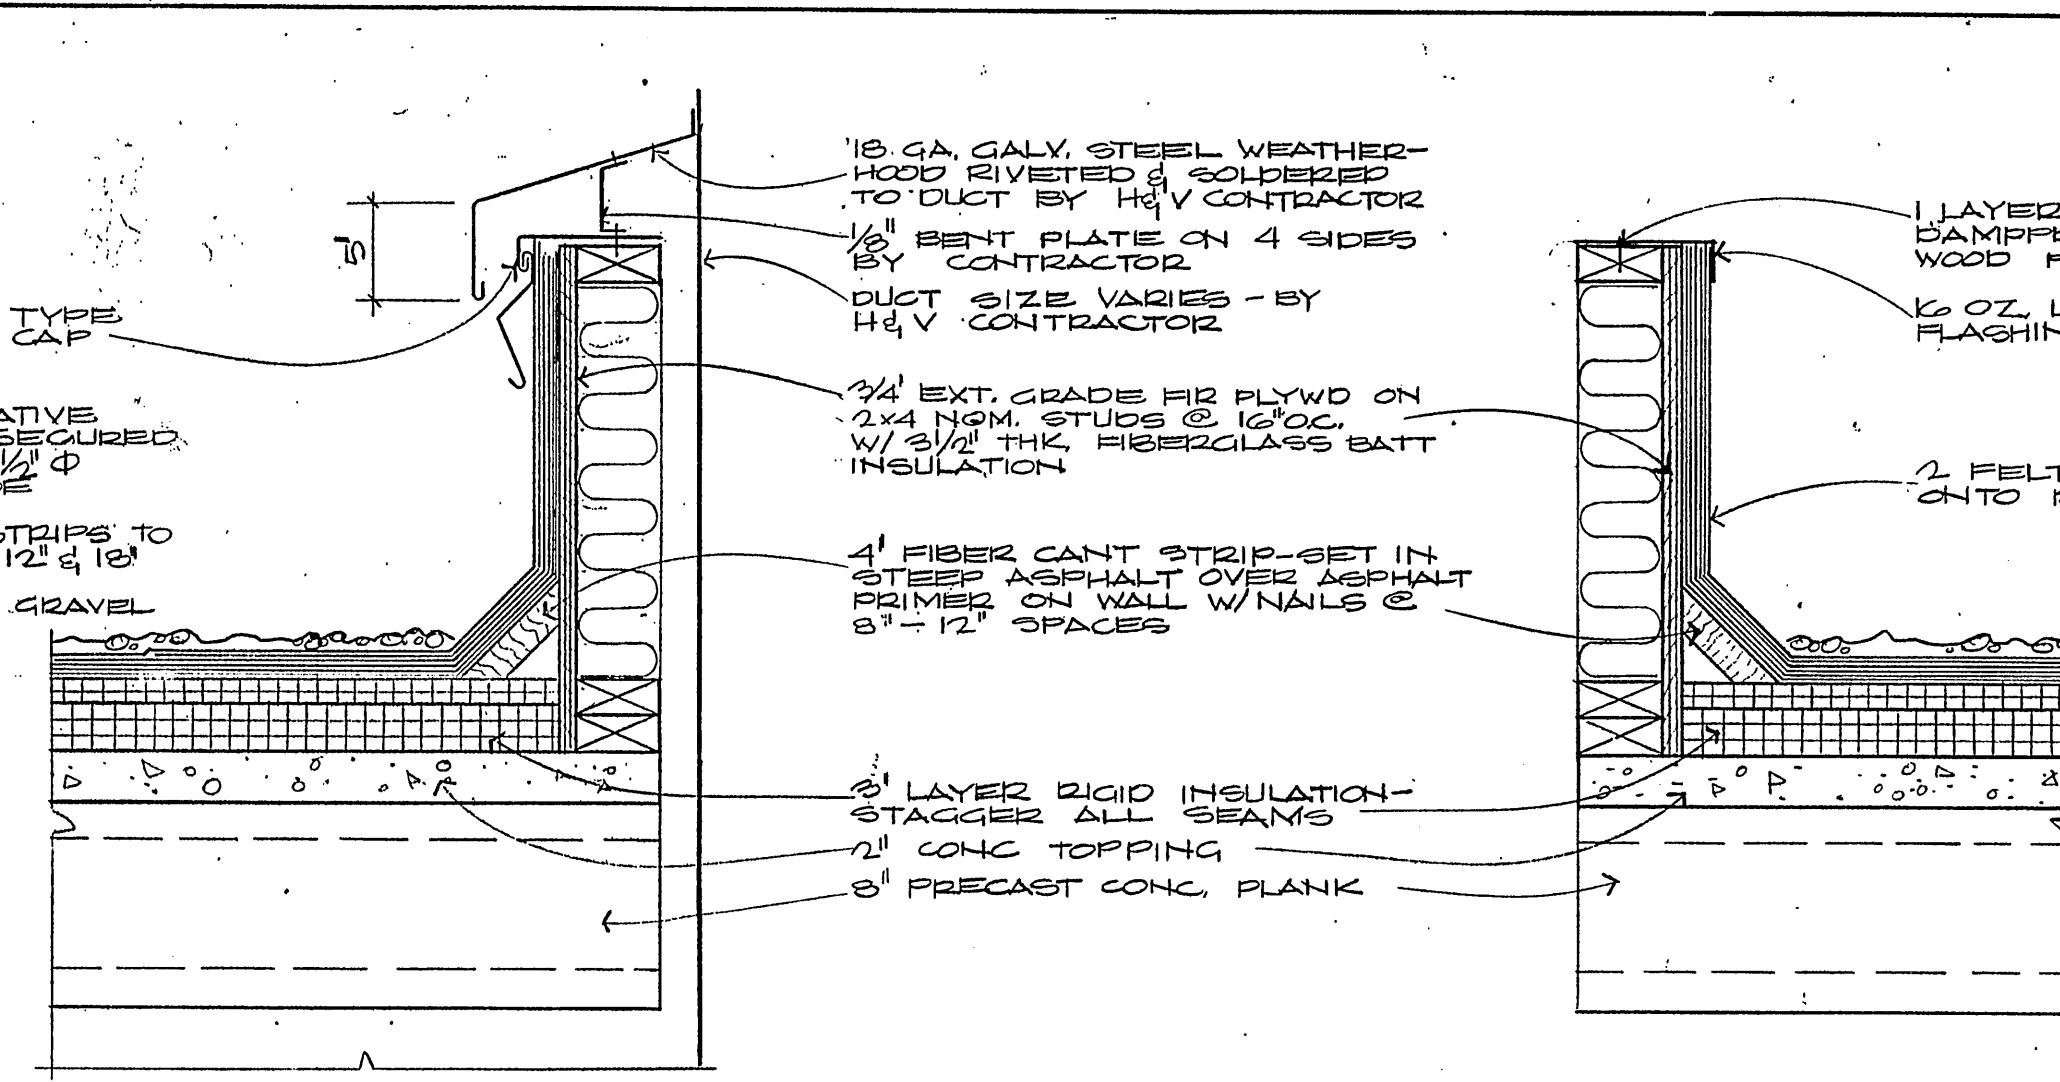 18 GA. GALV. STEEL WEATHER-
HOOD RIVETED & SOLDERED
TO DUCT BY H&V CONTRACTOR
1/8" BENT PLATE ON 4 SIDES
BY CONTRACTOR
DUCT SIZE VARIES - BY
H&V CONTRACTOR
3/4" EXT. GRADE FIR PLYWD ON
2x4 NOM. STUDS @ 16" O.C.
W/ 3 1/2" THK. FIBERGLASS BATT
INSULATION
4" FIBER CANT STRIP-SET IN
STEEP ASPHALT OVER ASPHALT
PRIMER ON WALL W/ NAILS @
8" - 12" SPACES
3" LAYER RIGID INSULATION-
STAGGER ALL SEAMS
2" CONC TOPPING
8" PRECAST CONC. PLANK
5"
TYPE
CAP
ATIVE
SECURED
1/2" Φ
STRIPS TO
12" & 18"
GRAVEL
1 LAYER
DAMPP
WOOD
16 OZ.
FLASHIN
2 FELT
ONTO